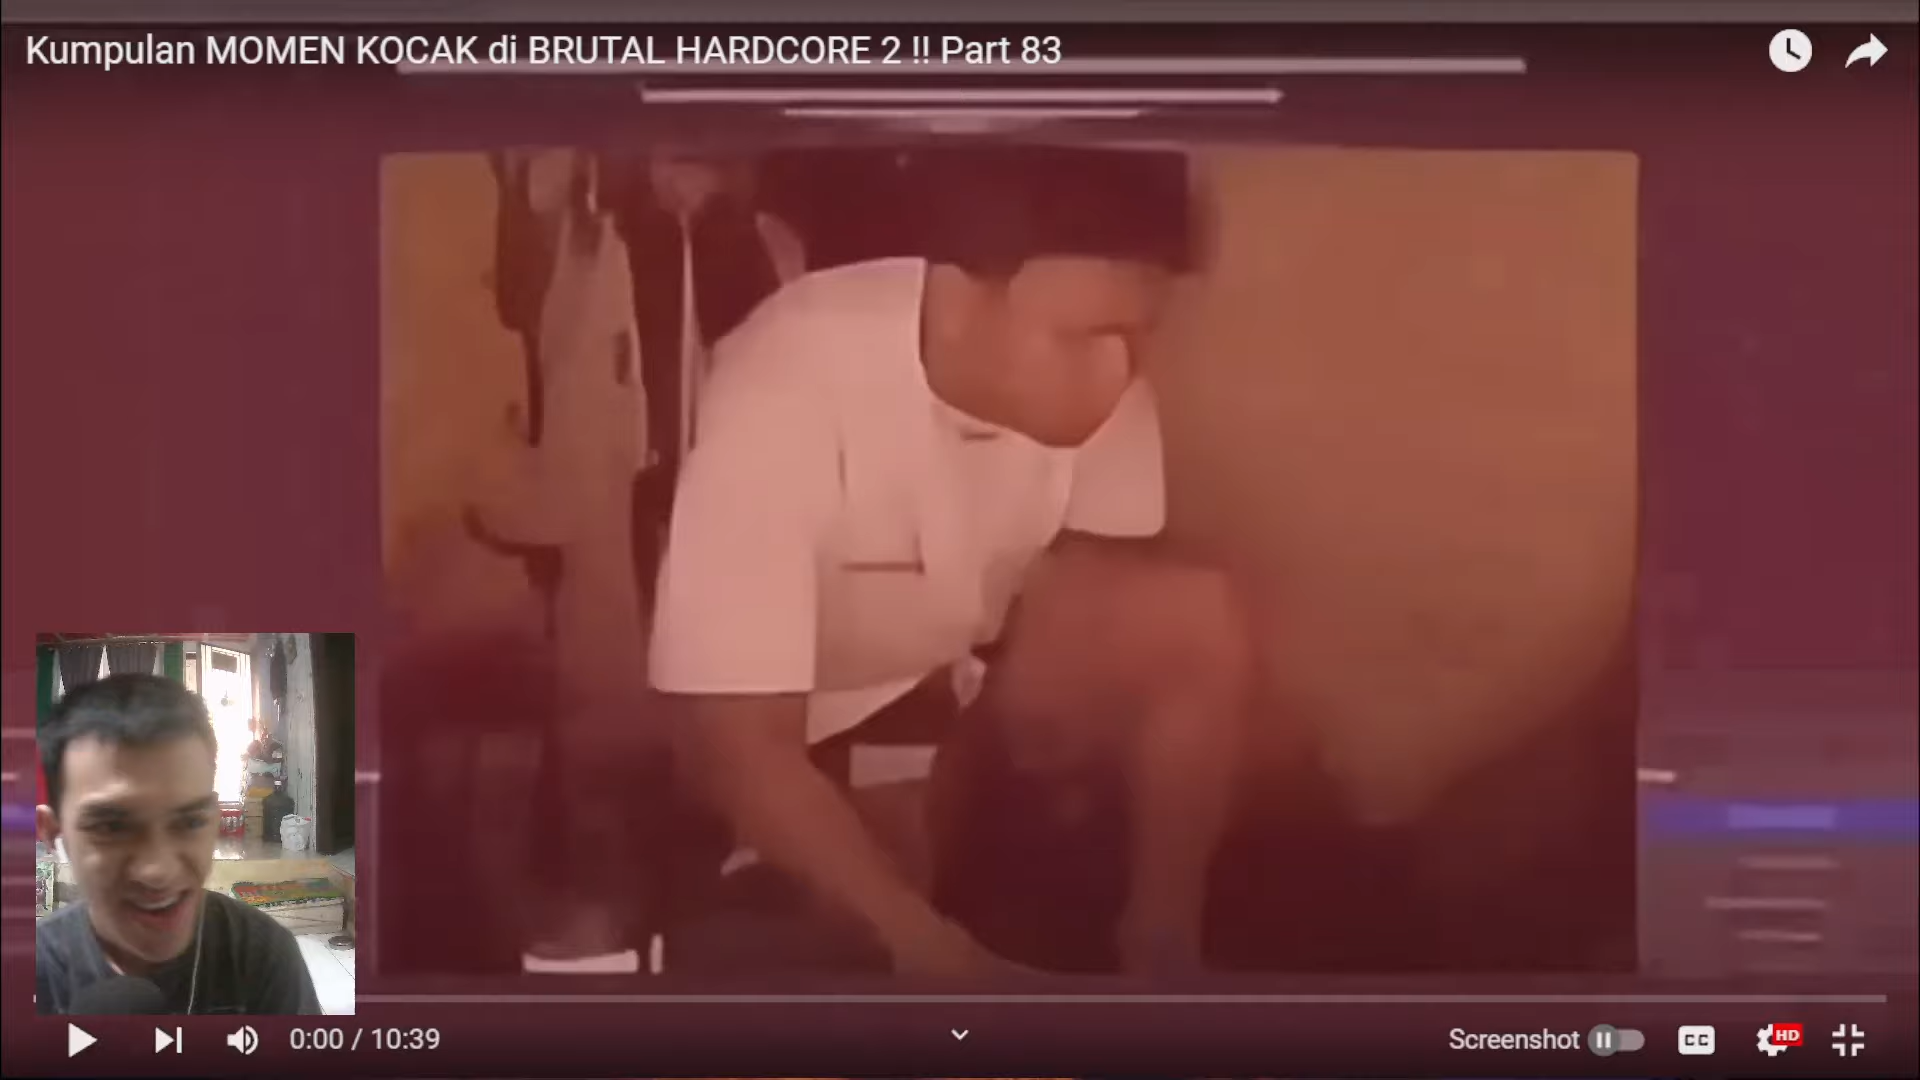 Kumpulan MOMEN KOCAK di BRUTAL HARDCORE 2 !! Part 83
0:00 / 10:39
Screenshot
CC
HD